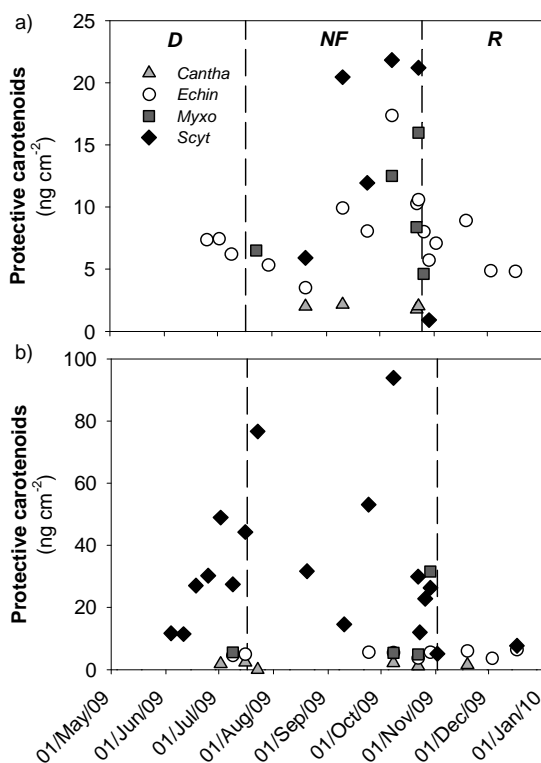 a)
D NF R
Cantha
Echin
Myxo
Scyt
Protective carotenoids
(ng cm-2)
25
20
15
10
5
0
b)
Protective carotenoids
(ng cm-2)
100
80
60
40
20
0
01/May/09
01/Jun/09
01/Jul/09
01/Aug/09
01/Sep/09
01/Oct/09
01/Nov/09
01/Dec/09
01/Jan/10